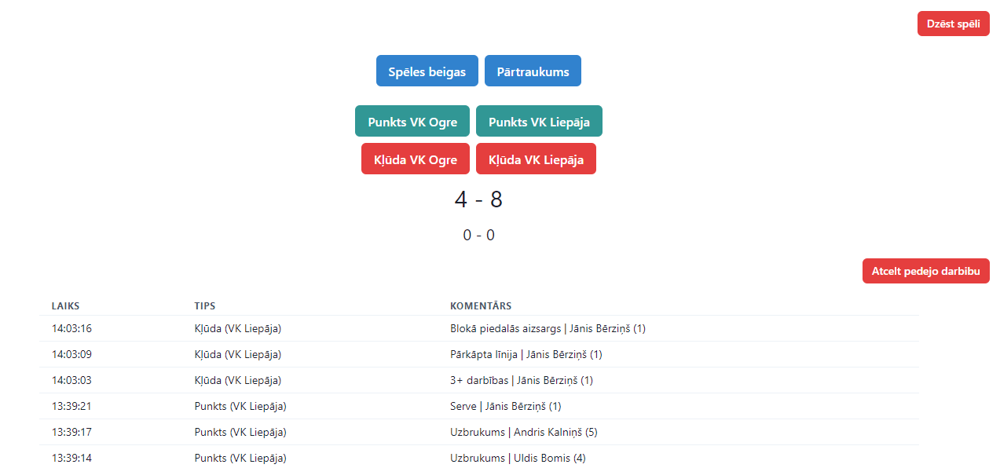 Dzēst spēli
Spēles beigas Pārtraukums
Punkts VK Ogre Punkts VK Liepāja
Kļūda VK Ogre Kļūda VK Liepāja
4 - 8
0 - 0
Atcelt pedejo darbibu
LAIKS TIPS KOMENTĀRS
14:03:16 Kļūda (VK Liepāja) Blokā piedalās aizsargs | Jānis Bērziņš (1)
14:03:09 Kļūda (VK Liepāja) Pārkāpta līnija | Jānis Bērziņš (1)
14:03:03 Kļūda (VK Liepāja) 3+ darbības | Jānis Bērziņš (1)
13:39:21 Punkts (VK Liepāja) Serve | Jānis Bērziņš (1)
13:39:17 Punkts (VK Liepāja) Uzbrukums | Andris Kalniņš (5)
13:39:14 Punkts (VK Liepāja) Uzbrukums | Uldis Bomis (4)